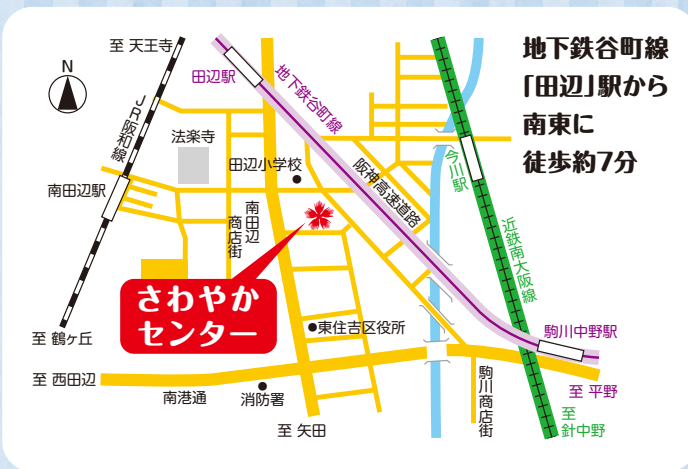 地下鉄谷町線
「田辺」駅から
南東に
徒歩約7分
N
至 天王寺
田辺駅
地下鉄谷町線
JR阪和線
法楽寺
田辺小学校
阪神高速道路
今川駅
南田辺駅
南田辺
商店街
近鉄南大阪線
さわやか
センター
東住吉区役所
駒川中野駅
至 鶴ヶ丘
至 西田辺
南港通
消防署
駒川商店街
至 平野
至 矢田
至
針中野